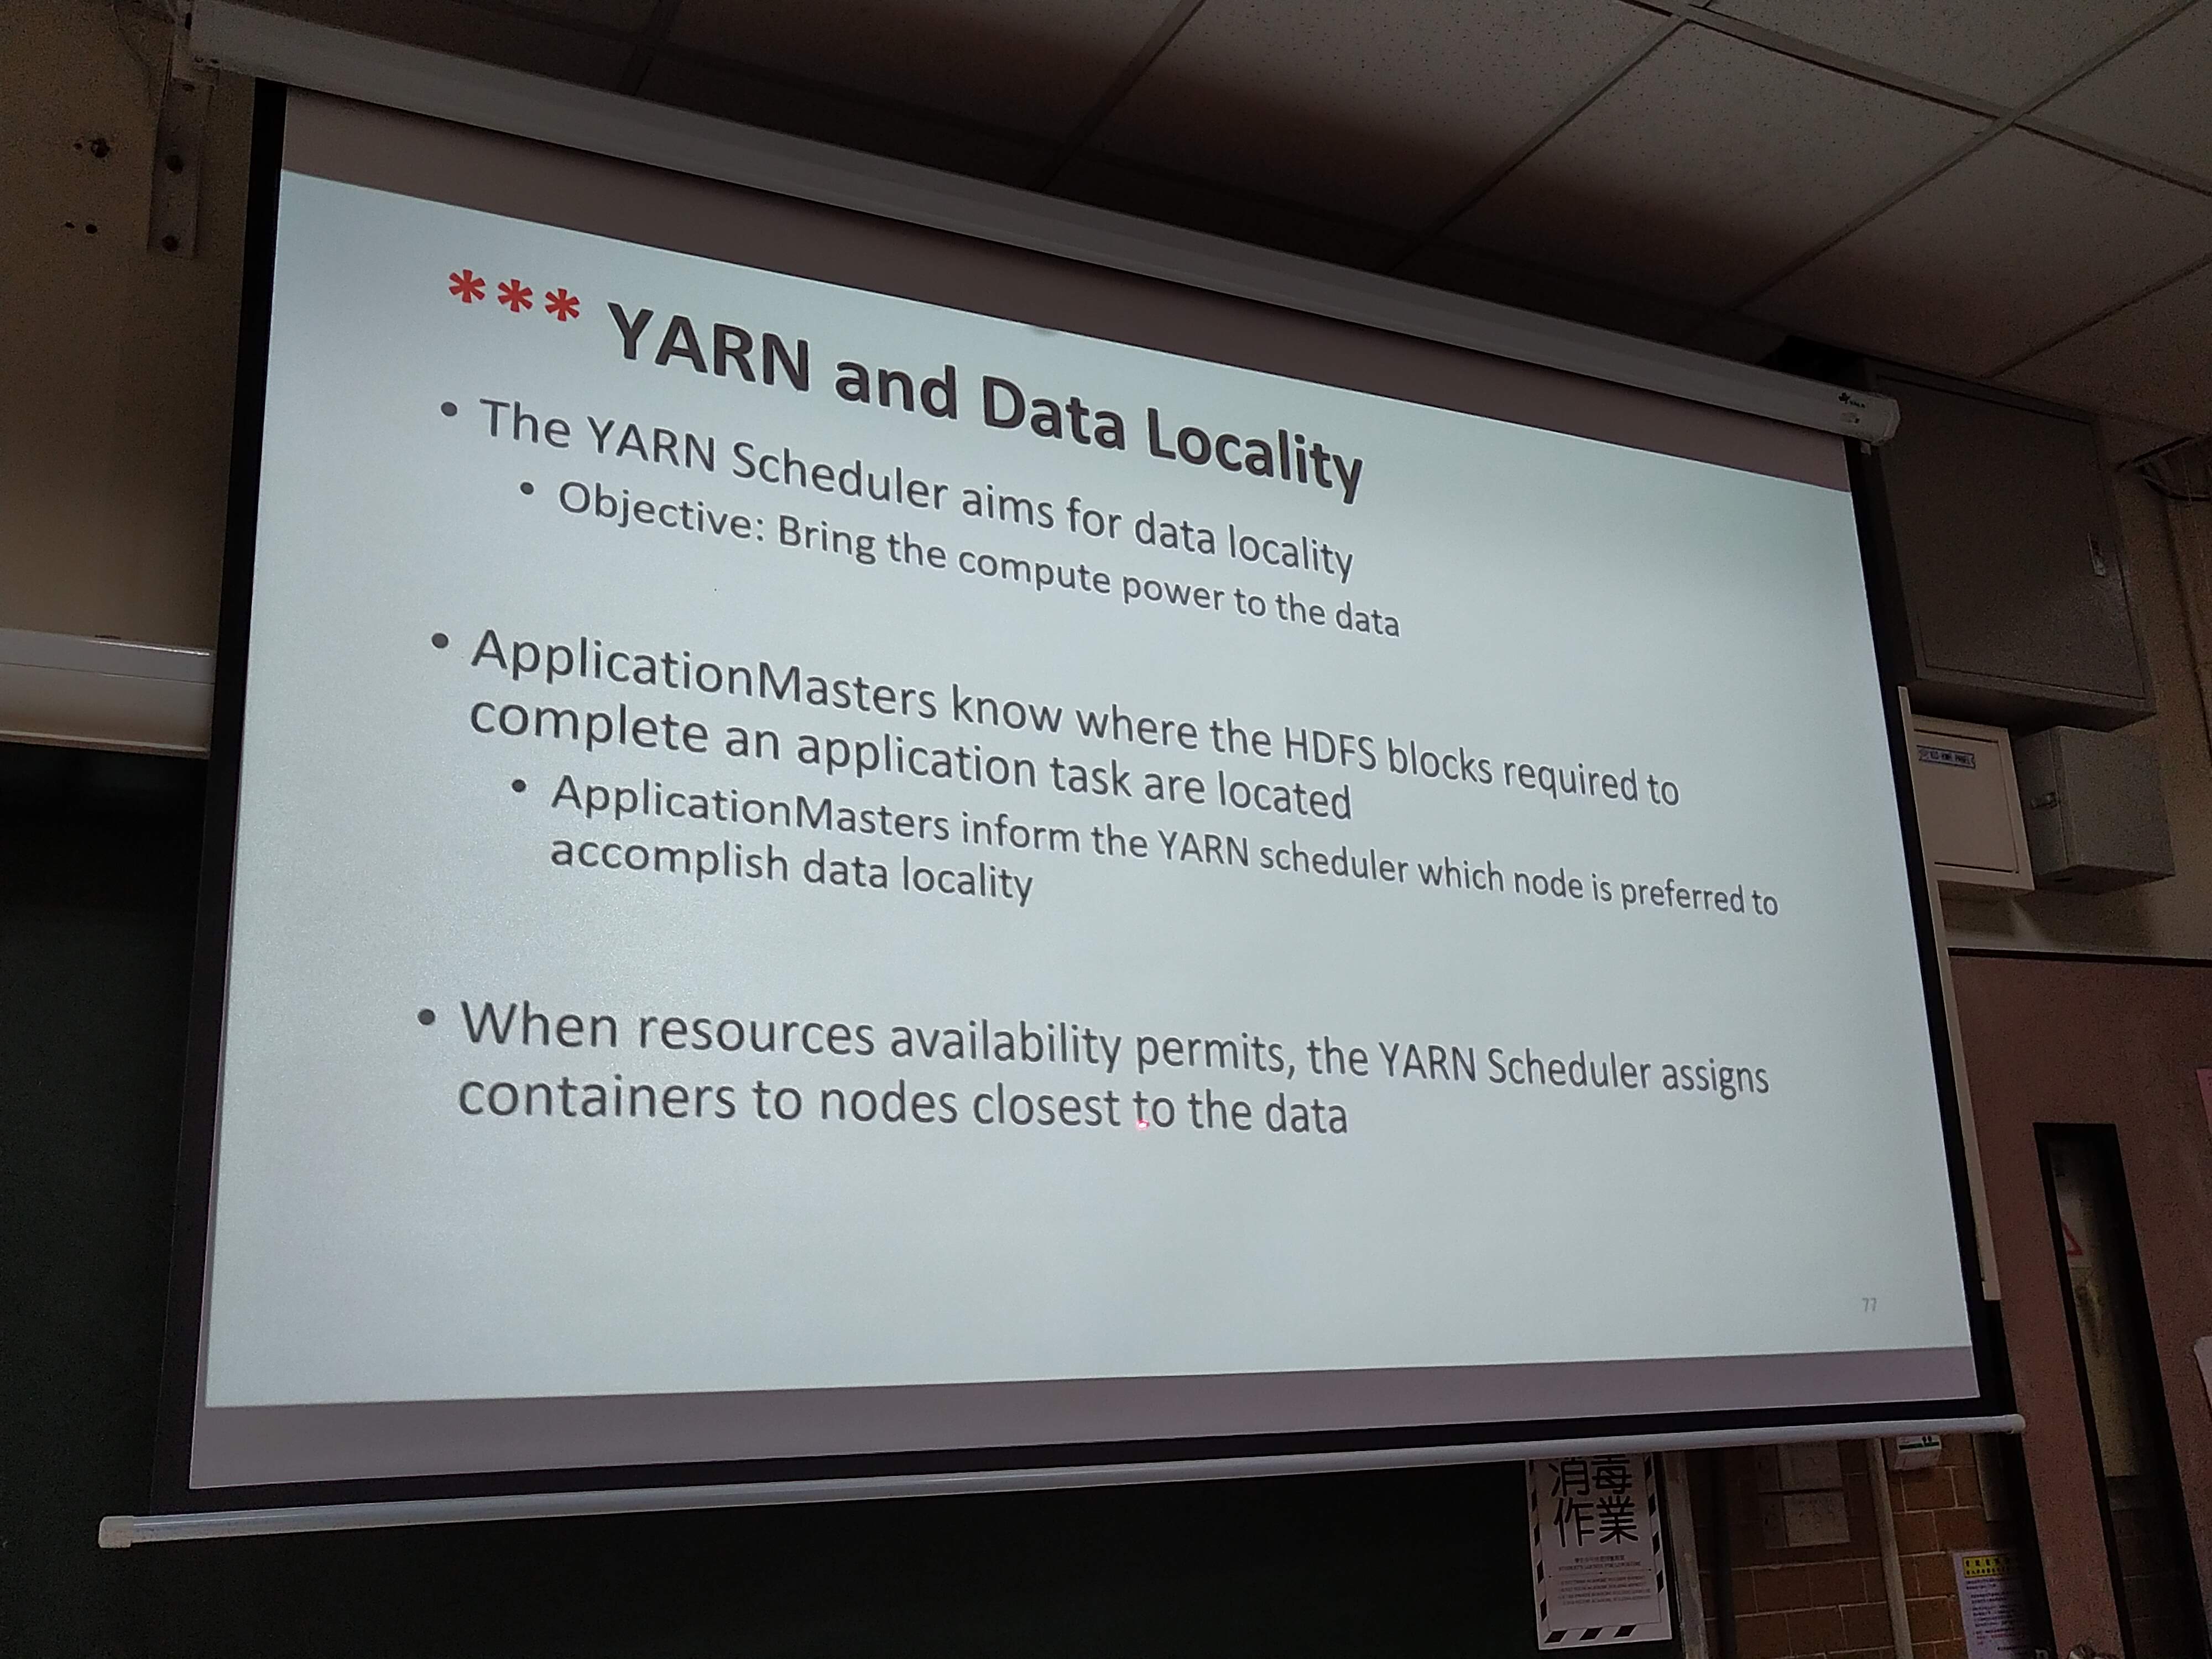 *** YARN and Data Locality
• The YARN Scheduler aims for data locality
• Objective: Bring the compute power to the data
• ApplicationMasters know where the HDFS blocks required to
complete an application task are located
• ApplicationMasters inform the YARN scheduler which node is preferred to
accomplish data locality
• When resources availability permits, the YARN Scheduler assigns
containers to nodes closest to the data
77
消毒
作業